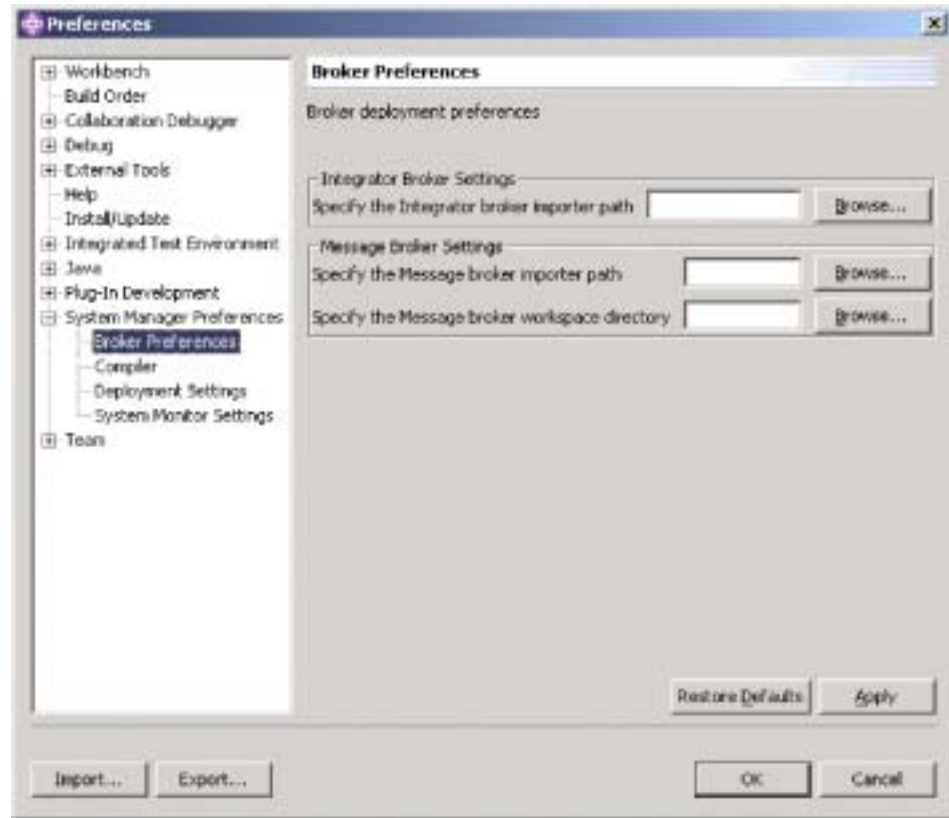 Preferences
Workbench
Build Order
Collaboration Debugger
Debug
External Tools
Help
Install/Update
Integrated Test Environment
Java
Plug-In Development
System Manager Preferences
Broker Preferences
Compiler
Deployment Settings
System Monitor Settings
Team
Broker Preferences
Broker deployment preferences
Integrator Broker Settings
Specify the Integrator broker importer path
Browse...
Message Broker Settings
Specify the Message broker importer path
Browse...
Specify the Message broker workspace directory
Browse...
Restore Defaults
Apply
Import...
Export...
OK
Cancel